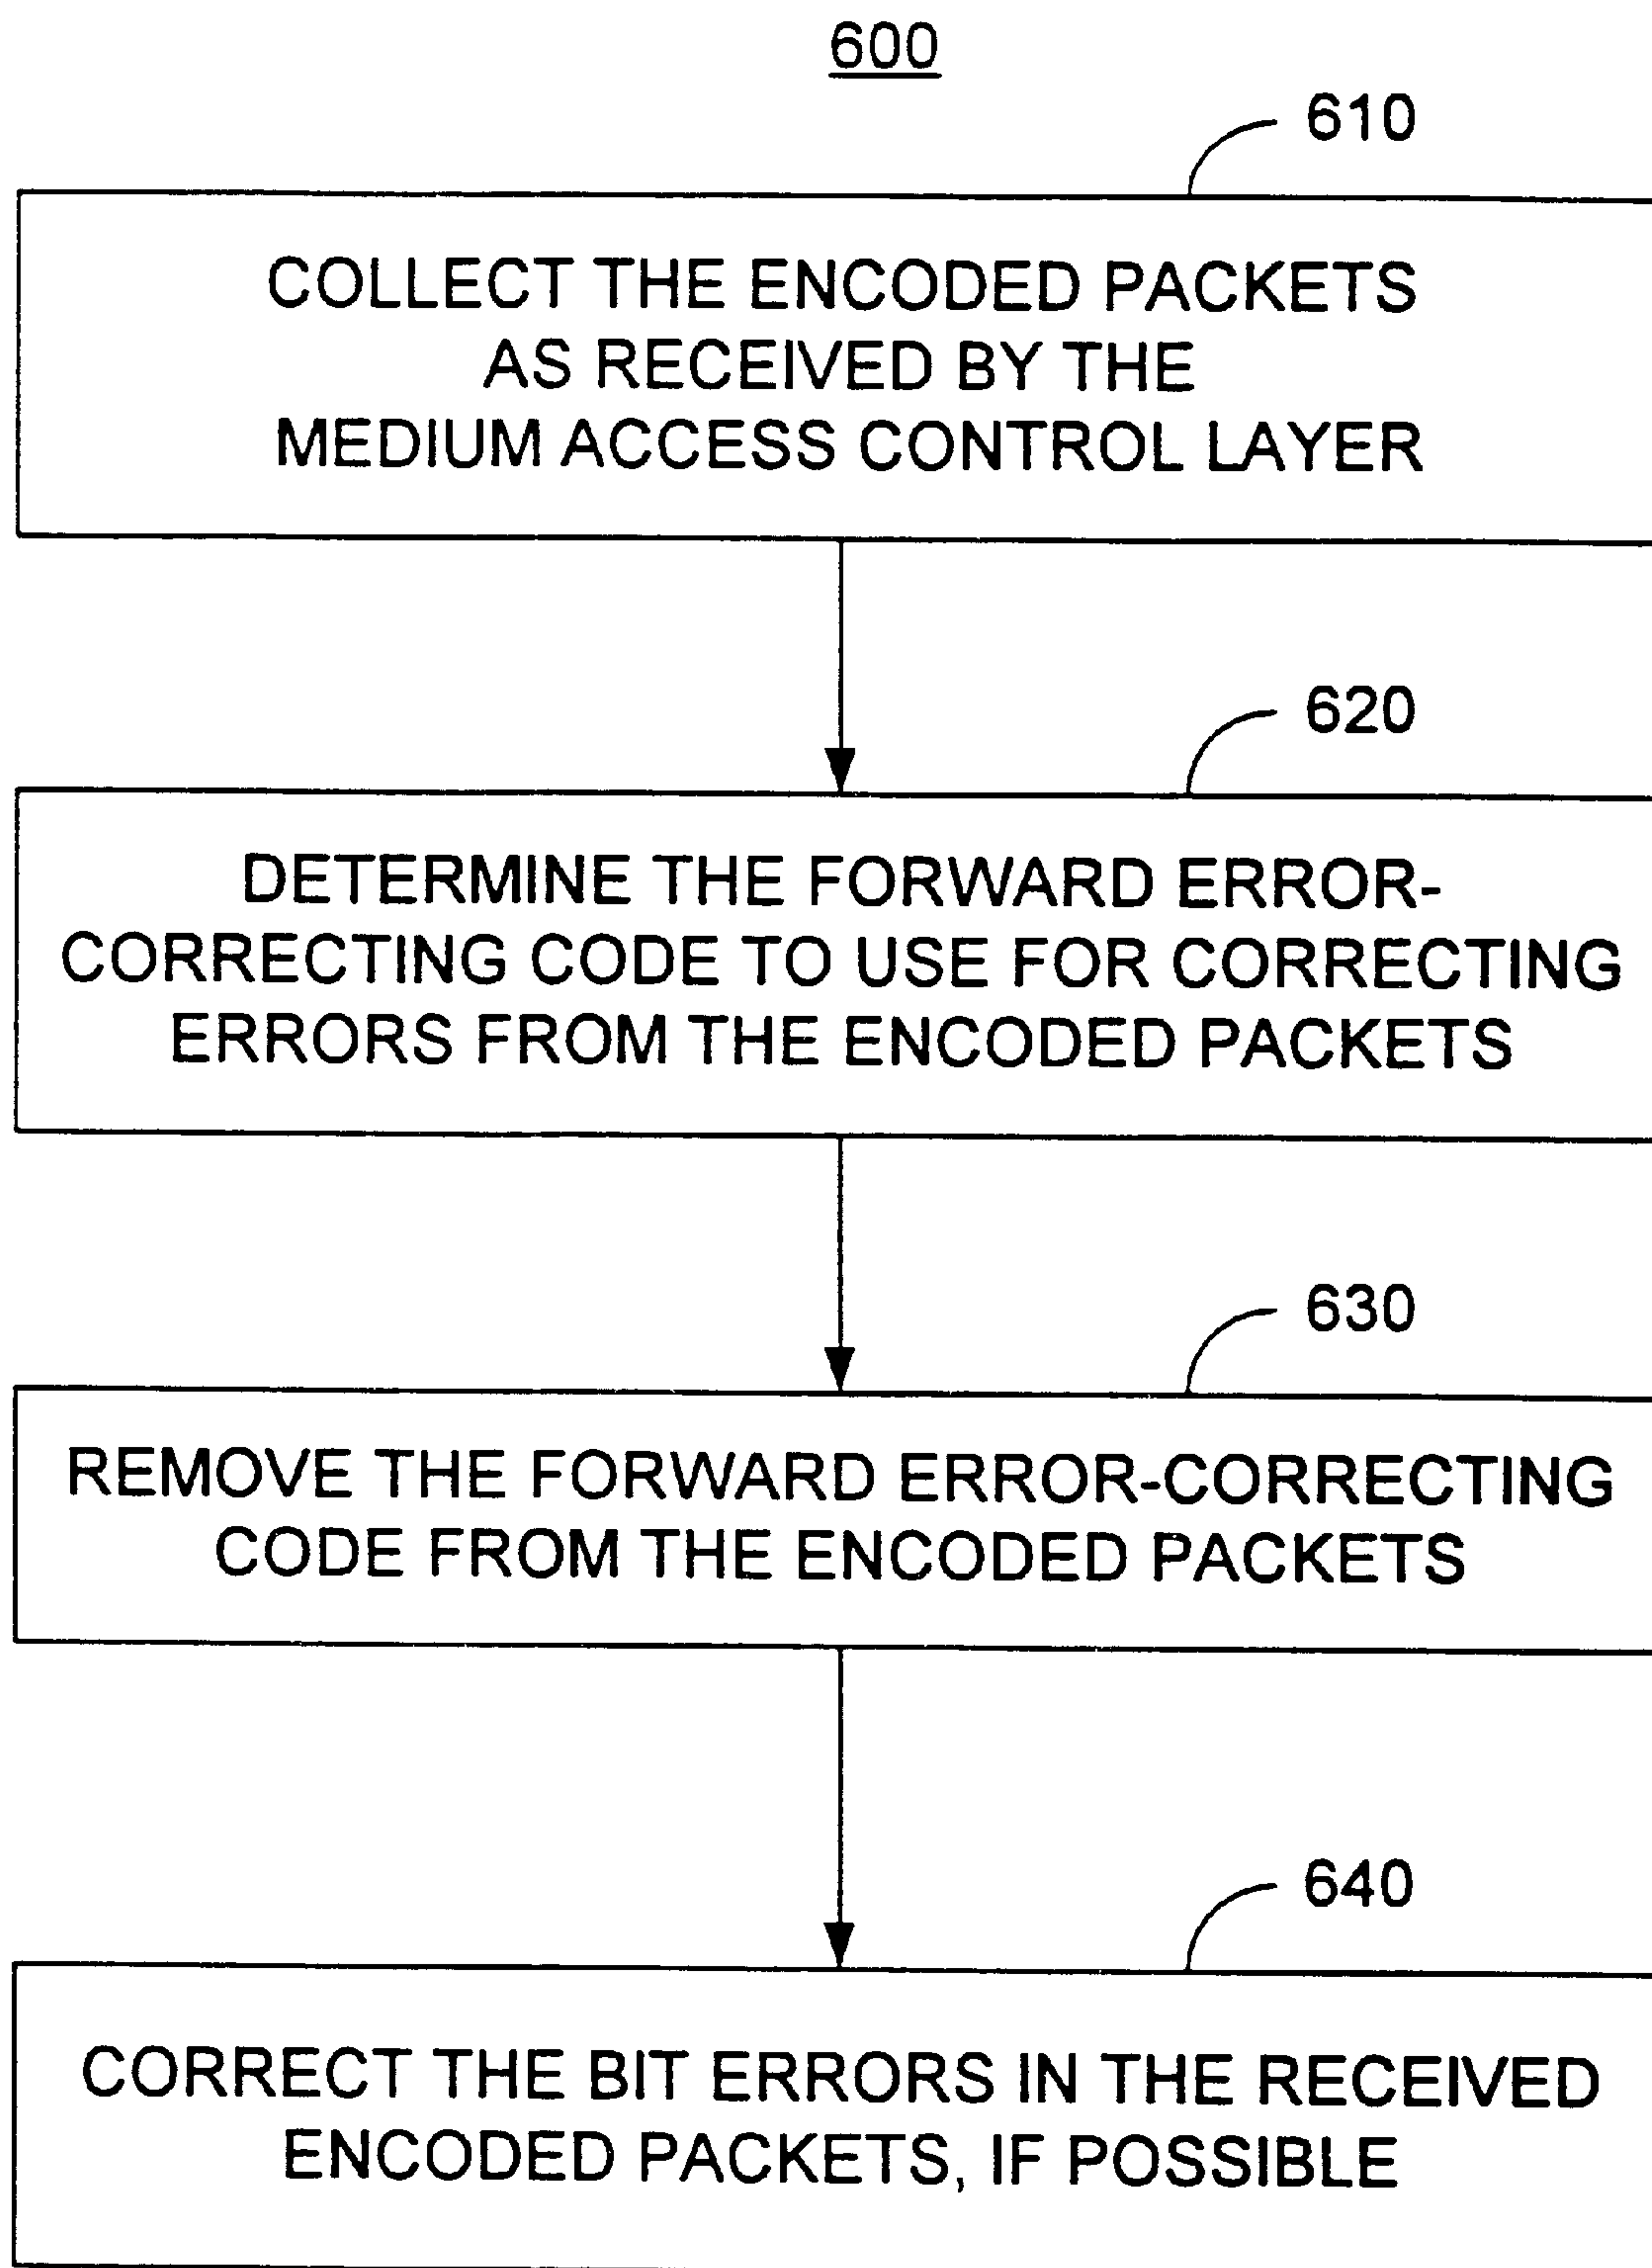 600
610
COLLECT THE ENCODED PACKETS
AS RECEIVED BY THE
MEDIUM ACCESS CONTROL LAYER
620
DETERMINE THE FORWARD ERROR-
CORRECTING CODE TO USE FOR CORRECTING
ERRORS FROM THE ENCODED PACKETS
630
REMOVE THE FORWARD ERROR-CORRECTING
CODE FROM THE ENCODED PACKETS
640
CORRECT THE BIT ERRORS IN THE RECEIVED
ENCODED PACKETS, IF POSSIBLE